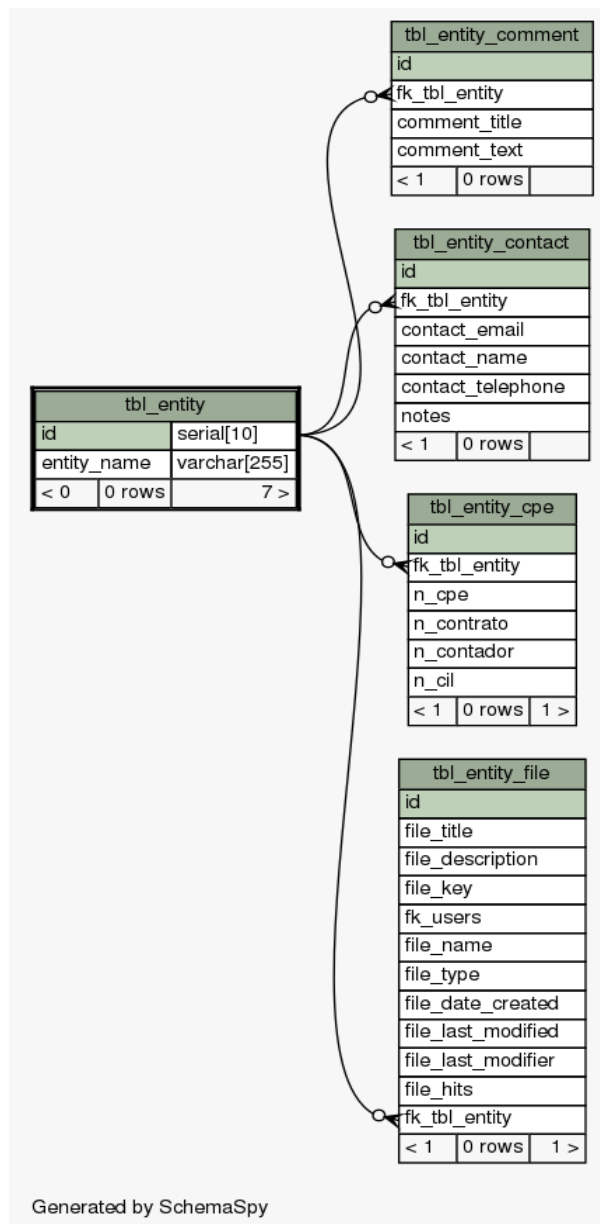 tbl_entity_comment
id
fk_tbl_entity
comment_title
comment_text
< 1 0 rows
tbl_entity_contact
id
fk_tbl_entity
contact_email
contact_name
contact_telephone
notes
< 1 0 rows
tbl_entity
id serial[10]
entity_name varchar[255]
< 0 0 rows 7 >
tbl_entity_cpe
id
fk_tbl_entity
n_cpe
n_contrato
n_contador
n_cil
< 1 0 rows 1 >
tbl_entity_file
id
file_title
file_description
file_key
fk_users
file_name
file_type
file_date_created
file_last_modified
file_last_modifier
file_hits
fk_tbl_entity
< 1 0 rows 1 >
Generated by SchemaSpy